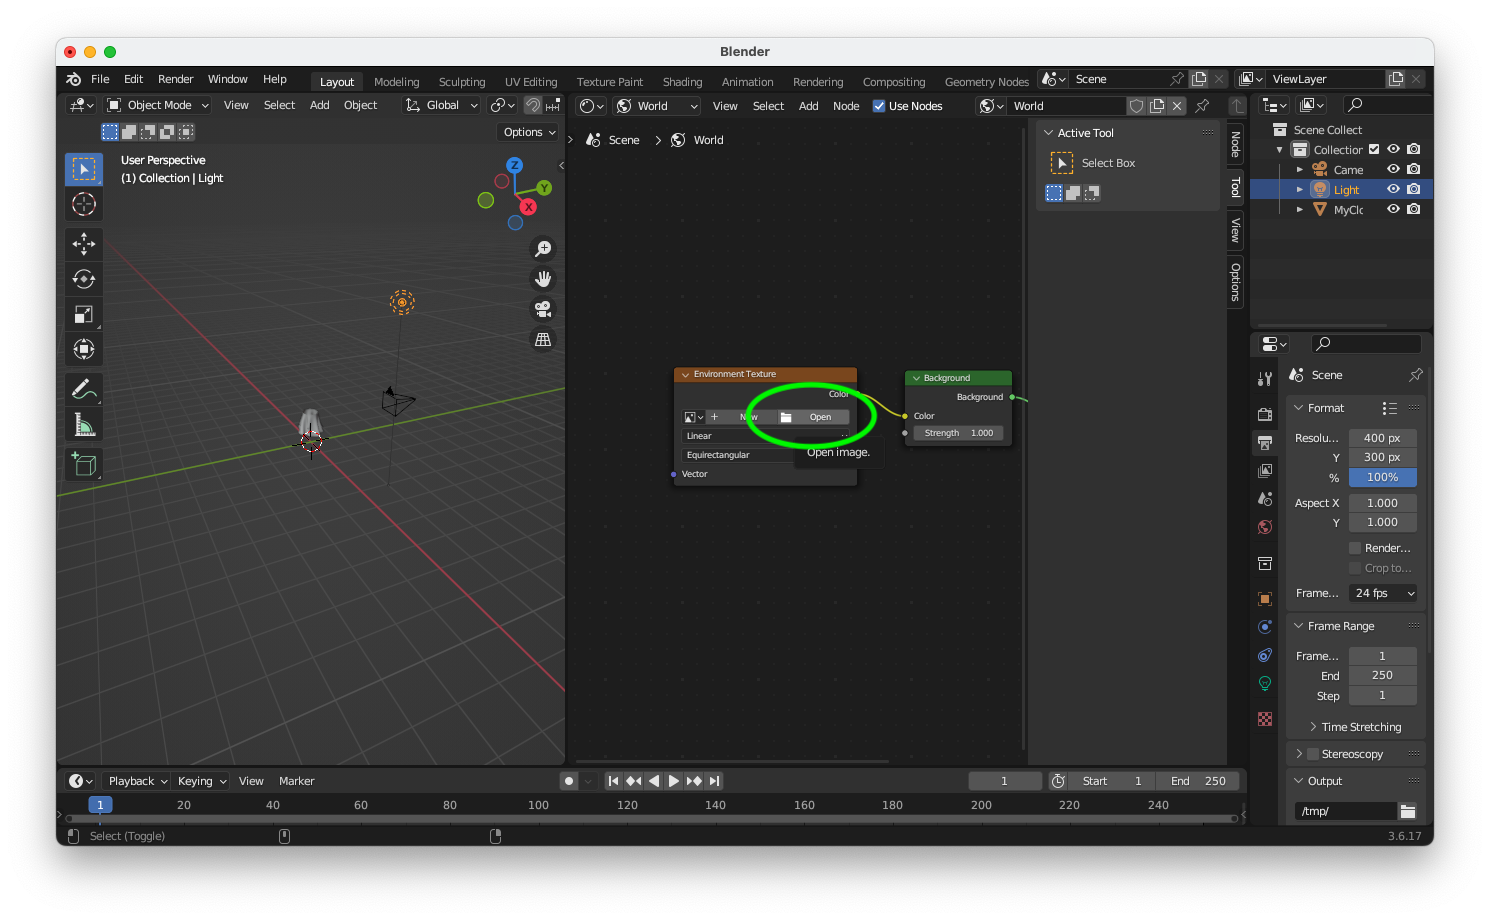 Blender
File Edit Render Window Help Layout Modeling Sculpting UV Editing Texture Paint Shading Animation Rendering Compositing Geometry Nodes Scene ViewLayer
Object Mode View Select Add Object Global World View Select Add Node Use Nodes World
Options
Scene World
User Perspective
(1) Collection | Light
Z
Y
X
Active Tool
Select Box
Node
Tool
View
Options
Scene Collect
Collection
Came
Light
MyClo
Environment Texture
Color
New Open
Linear
Equirectangular
Open image.
Vector
Background
Background
Color
Strength 1.000
Scene
Format
Resolu... 400 px
Y 300 px
% 100%
Aspect X 1.000
Y 1.000
Render...
Crop to...
Frame... 24 fps
Frame Range
Frame... 1
End 250
Step 1
Time Stretching
Stereoscopy
Output
/tmp/
Playback Keying View Marker 1 Start 1 End 250
1 20 40 60 80 100 120 140 160 180 200 220 240
Select (Toggle) 3.6.17